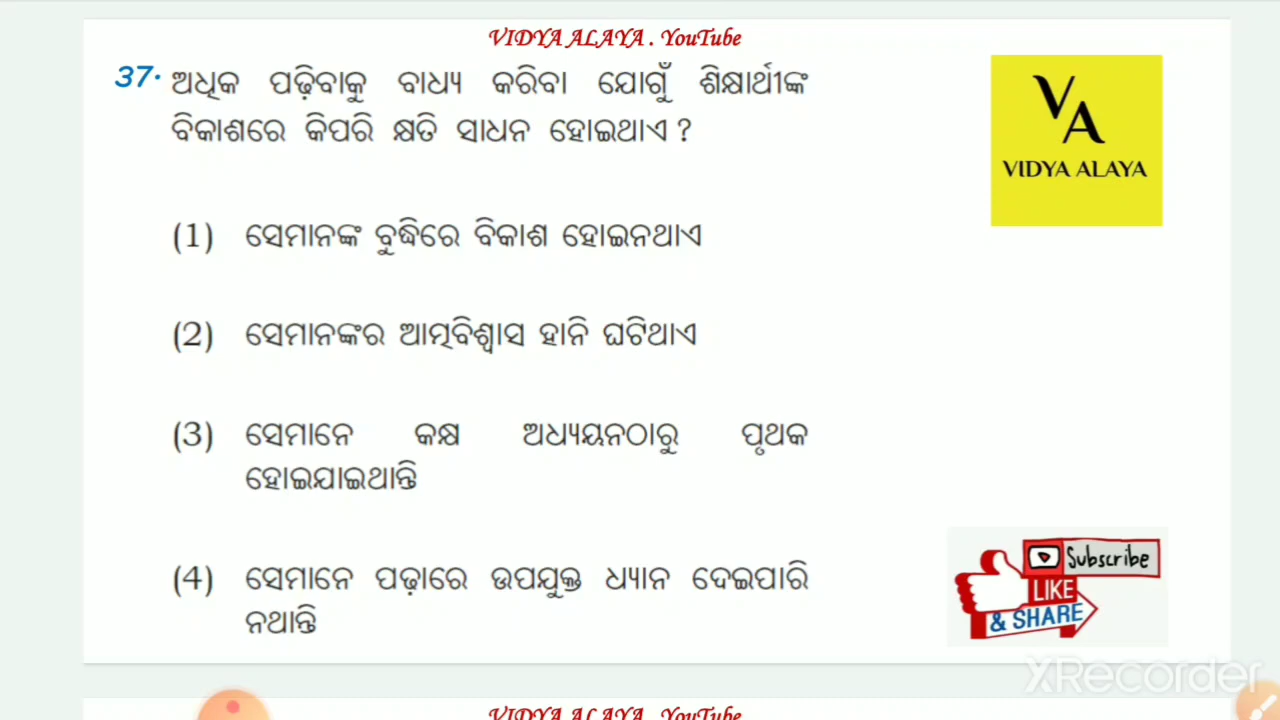 VIDYA ALAYA . YouTube
37. ଅଧିକ ପଢ଼ିବାକୁ ବାଧ୍ୟ କରିବା ଯୋଗୁଁ ଶିକ୍ଷାର୍ଥୀଙ୍କ
ବିକାଶରେ କିପରି କ୍ଷତି ସାଧନ ହୋଇଥାଏ ?
VA
VIDYA ALAYA
(1) ସେମାନଙ୍କ ବୁଦ୍ଧିରେ ବିକାଶ ହୋଇନଥାଏ
(2) ସେମାନଙ୍କର ଆତ୍ମବିଶ୍ୱାସ ହାନି ଘଟିଥାଏ
(3) ସେମାନେ କକ୍ଷ ଅଧ୍ୟୟନଠାରୁ ପୃଥକ
ହୋଇଯାଇଥାନ୍ତି
(4) ସେମାନେ ପଢ଼ାରେ ଉପଯୁକ୍ତ ଧ୍ୟାନ ଦେଇପାରି
ନଥାନ୍ତି
Subscribe
LIKE
& SHARE
XRecorder
VIDYA ALAYA . YouTube